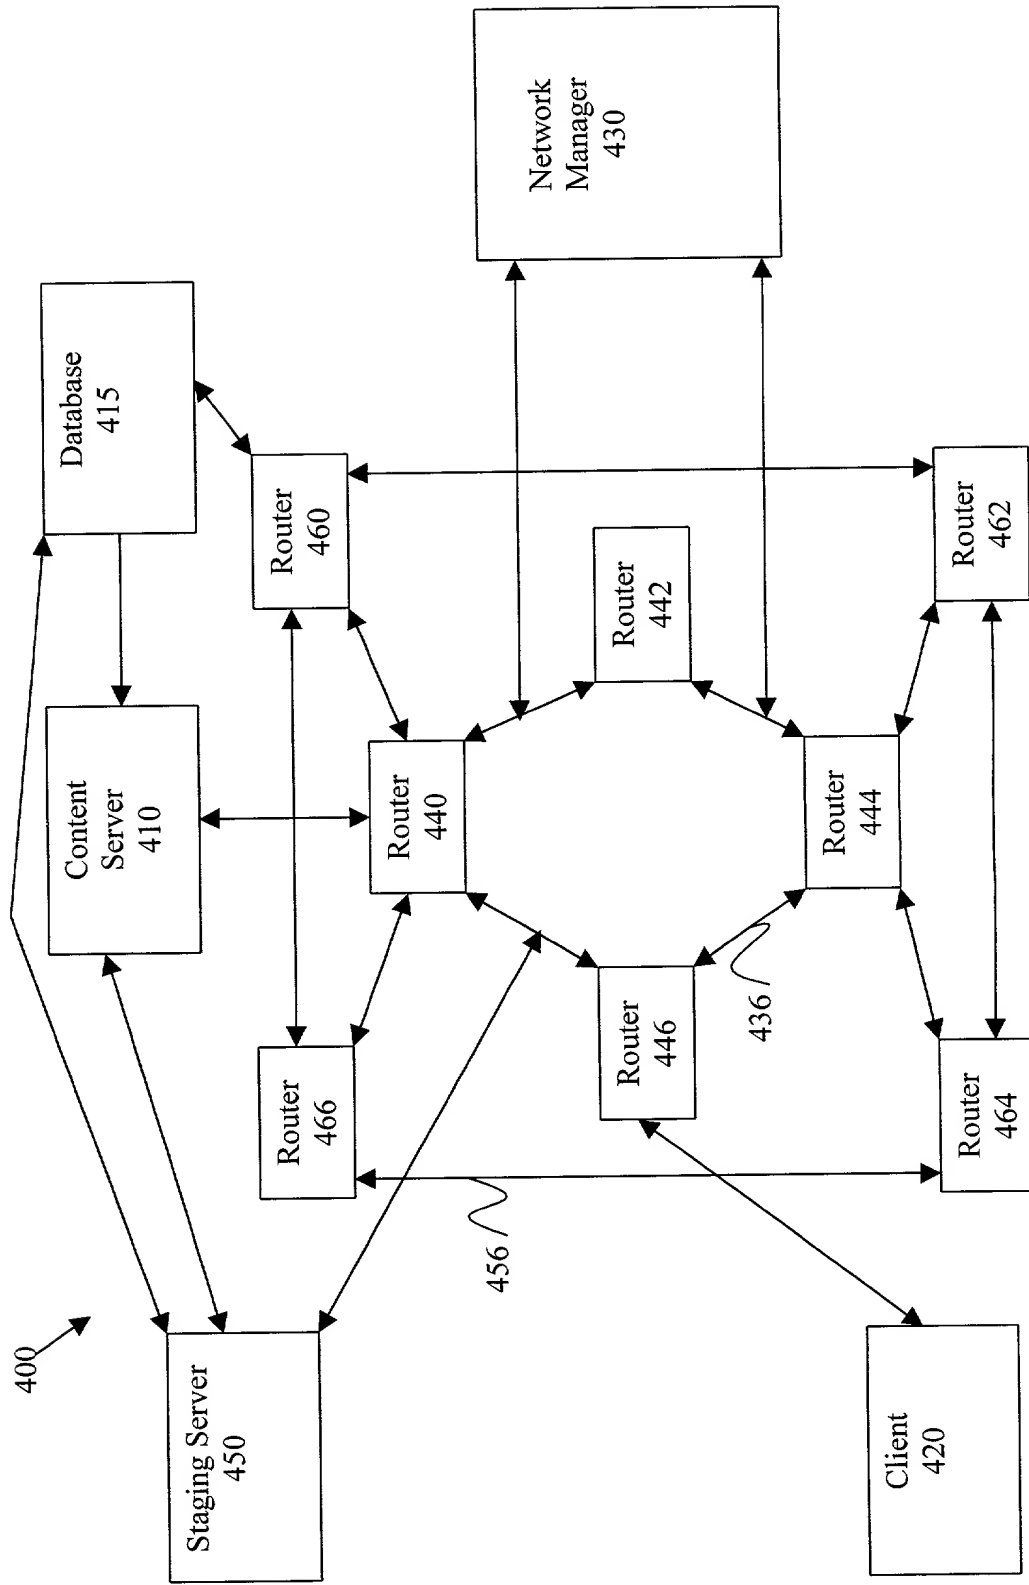 400
Staging Server
450
Content
Server
410
Database
415
Router
466
Router
460
456
Router
440
Network
Manager
430
Router
446
Router
442
436
Router
444
Client
420
Router
464
Router
462